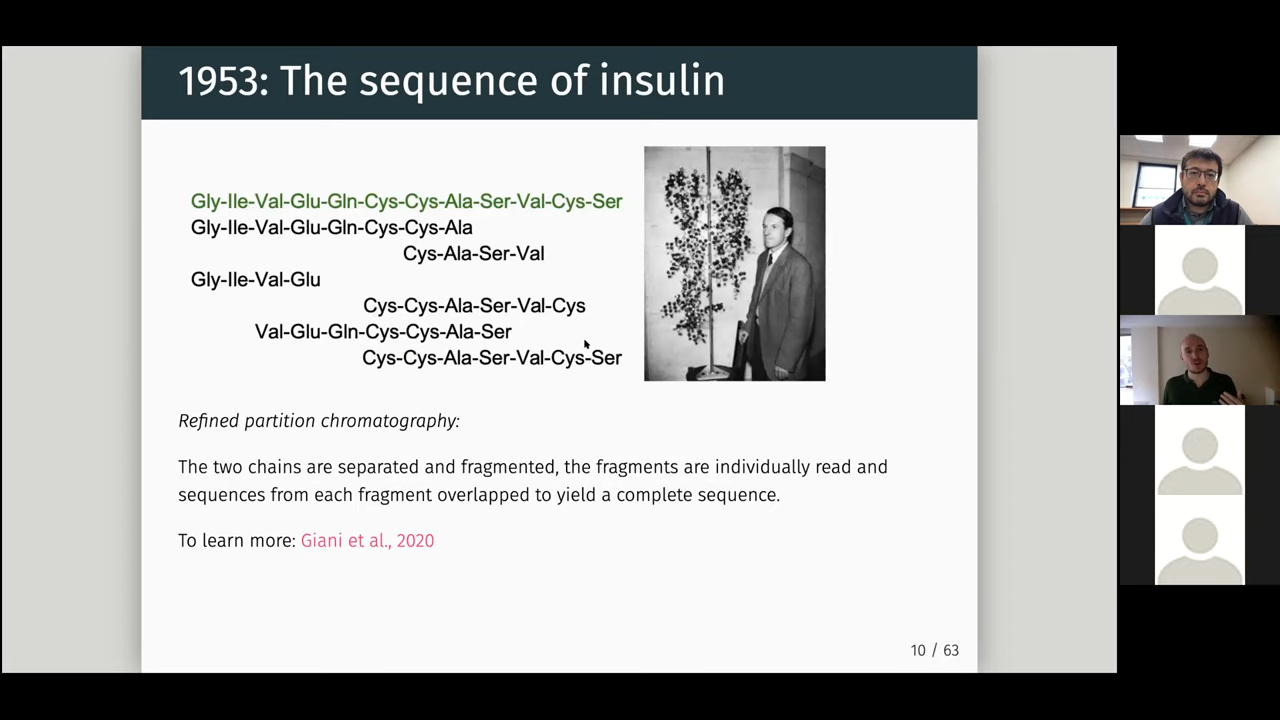 1953: The sequence of insulin
Gly-Ile-Val-Glu-Gln-Cys-Cys-Ala-Ser-Val-Cys-Ser
Gly-Ile-Val-Glu-Gln-Cys-Cys-Ala
Cys-Ala-Ser-Val
Gly-Ile-Val-Glu
Cys-Cys-Ala-Ser-Val-Cys
Val-Glu-Gln-Cys-Cys-Ala-Ser
Cys-Cys-Ala-Ser-Val-Cys-Ser
Refined partition chromatography:
The two chains are separated and fragmented, the fragments are individually read and
sequences from each fragment overlapped to yield a complete sequence.
To learn more: Giani et al., 2020
10 / 63